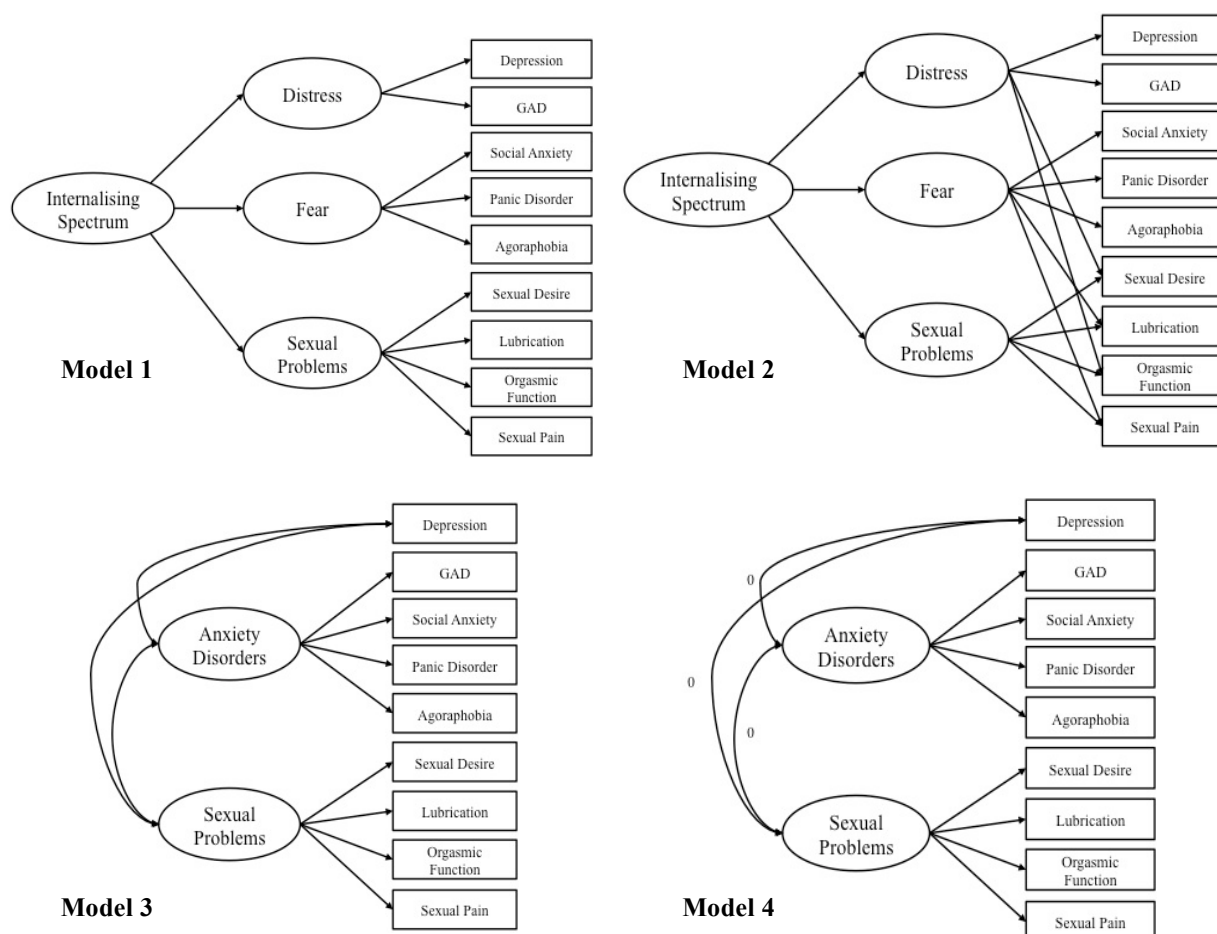 Depression
Distress
GAD
Social Anxiety
Internalising
Spectrum
Fear
Panic Disorder
Agoraphobia
Sexual Desire
Sexual
Problems
Lubrication
Orgasmic
Function
Sexual Pain
Model 1
Depression
Distress
GAD
Social Anxiety
Internalising
Spectrum
Fear
Panic Disorder
Agoraphobia
Sexual Desire
Sexual
Problems
Lubrication
Orgasmic
Function
Sexual Pain
Model 2
Depression
GAD
Anxiety
Disorders
Social Anxiety
Panic Disorder
Agoraphobia
Sexual Desire
Sexual
Problems
Lubrication
Orgasmic
Function
Sexual Pain
Model 3
Depression
0
GAD
Anxiety
Disorders
Social Anxiety
Panic Disorder
0
Agoraphobia
0
Sexual Desire
Sexual
Problems
Lubrication
Orgasmic
Function
Sexual Pain
Model 4